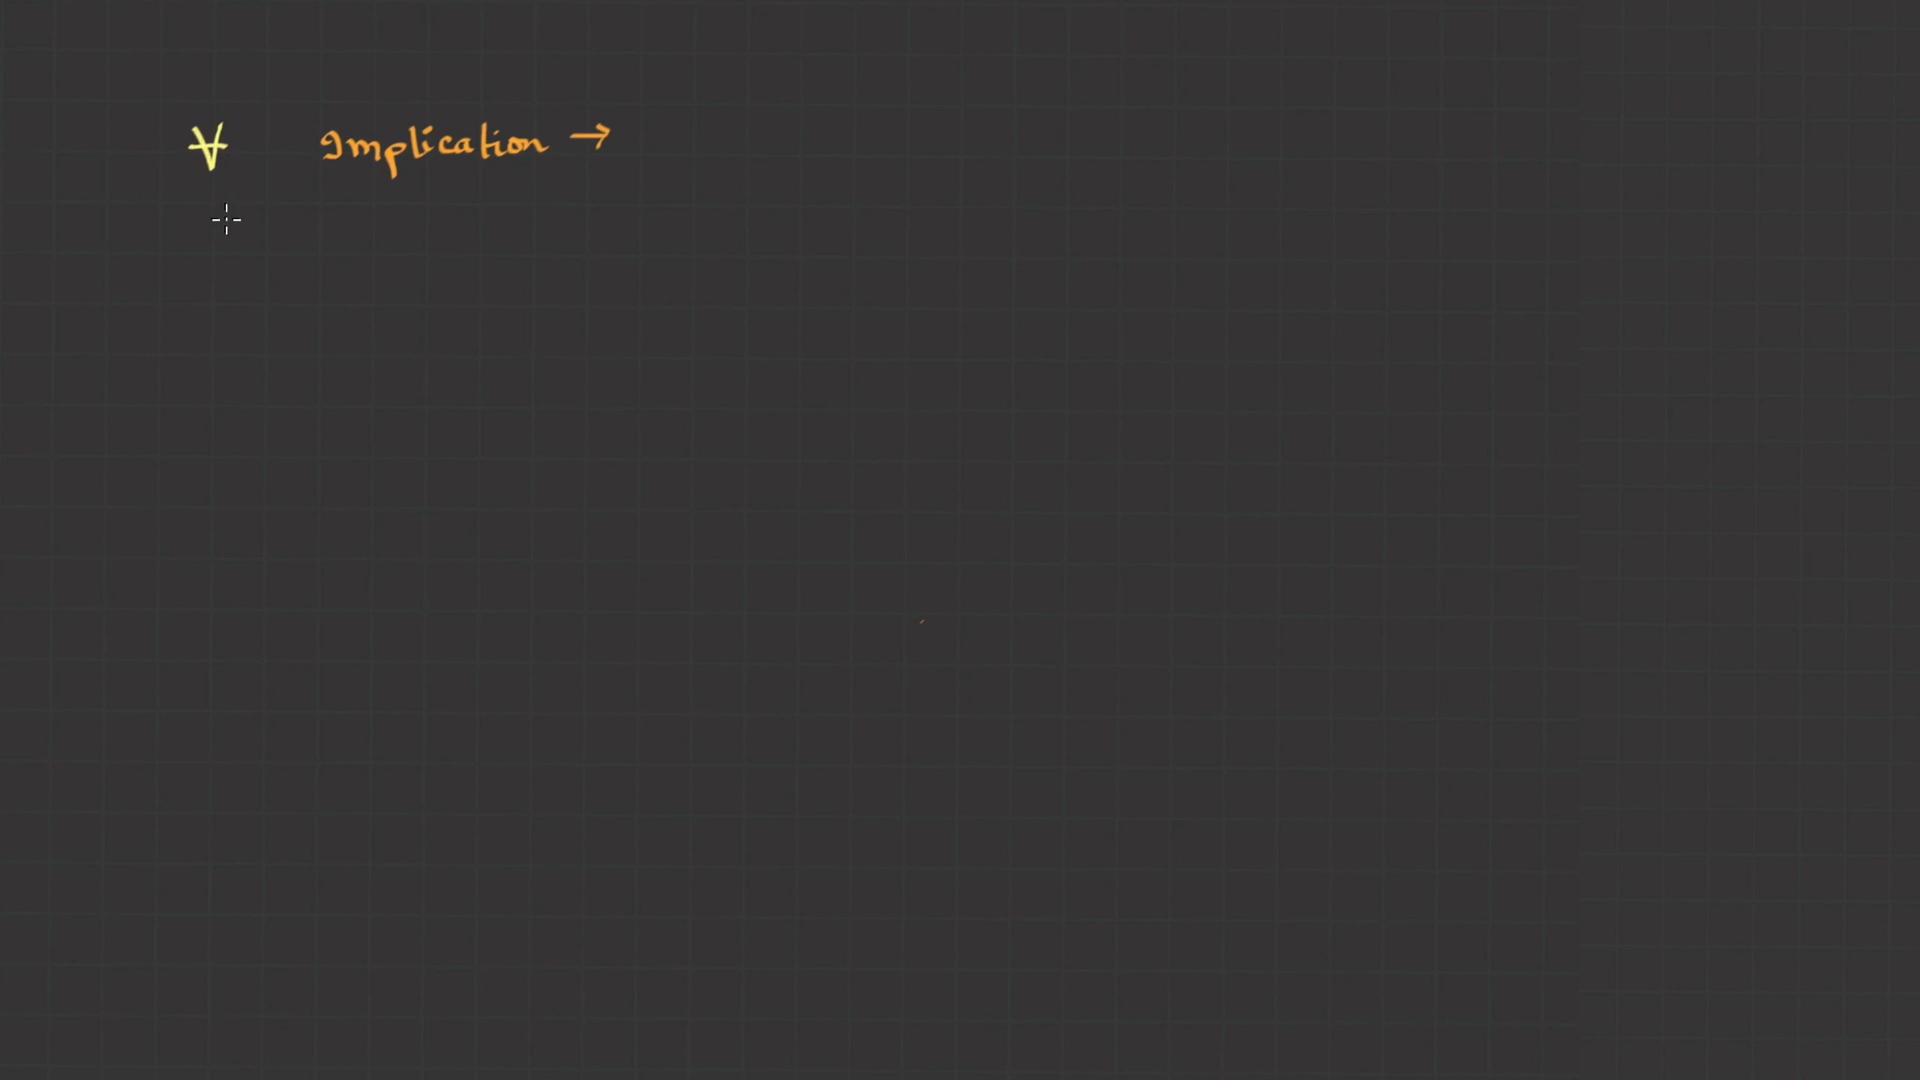 ∀ Implication →